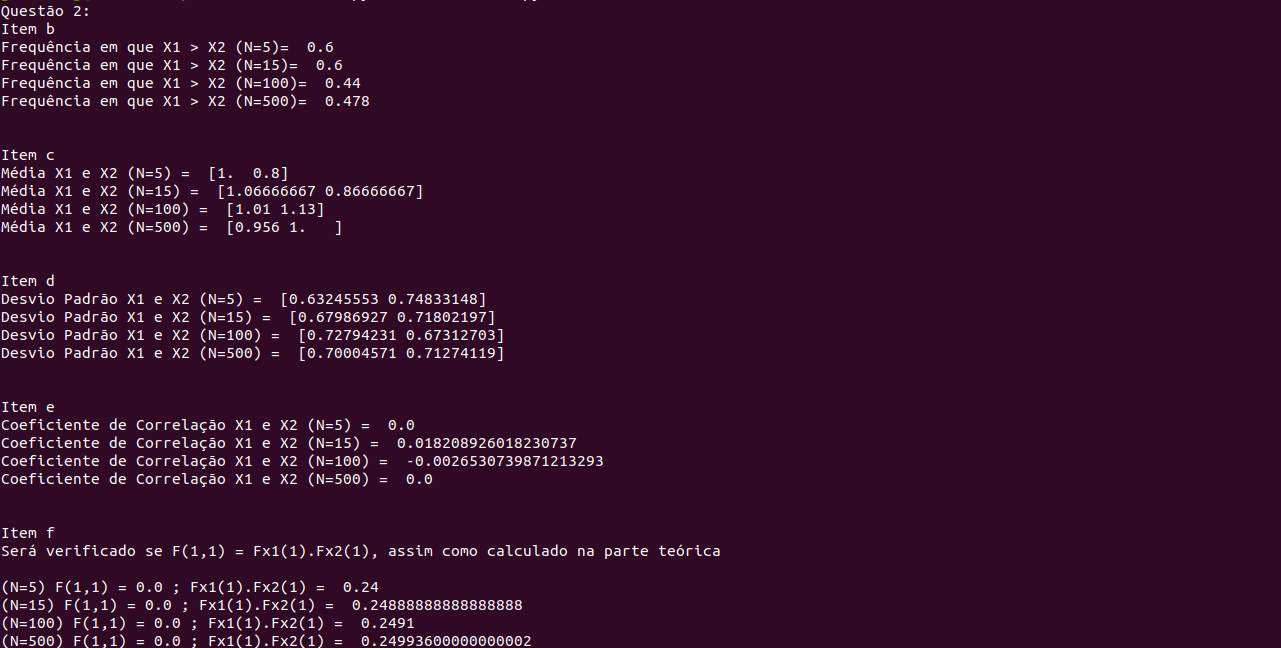 Questão 2:
Item b
Frequência em que X1 > X2 (N=5)=  0.6
Frequência em que X1 > X2 (N=15)=  0.6
Frequência em que X1 > X2 (N=100)=  0.44
Frequência em que X1 > X2 (N=500)=  0.478
Item c
Média X1 e X2 (N=5) =  [1.  0.8]
Média X1 e X2 (N=15) =  [1.06666667 0.86666667]
Média X1 e X2 (N=100) =  [1.01 1.13]
Média X1 e X2 (N=500) =  [0.956 1.   ]
Item d
Desvio Padrão X1 e X2 (N=5) =  [0.63245553 0.74833148]
Desvio Padrão X1 e X2 (N=15) =  [0.67986927 0.71802197]
Desvio Padrão X1 e X2 (N=100) =  [0.72794231 0.67312703]
Desvio Padrão X1 e X2 (N=500) =  [0.70004571 0.71274119]
Item e
Coeficiente de Correlação X1 e X2 (N=5) =  0.0
Coeficiente de Correlação X1 e X2 (N=15) =  0.018208926018230737
Coeficiente de Correlação X1 e X2 (N=100) =  -0.0026530739871213293
Coeficiente de Correlação X1 e X2 (N=500) =  0.0
Item f
Será verificado se F(1,1) = Fx1(1).Fx2(1), assim como calculado na parte teórica
(N=5) F(1,1) = 0.0 ; Fx1(1).Fx2(1) =  0.24
(N=15) F(1,1) = 0.0 ; Fx1(1).Fx2(1) =  0.24888888888888888
(N=100) F(1,1) = 0.0 ; Fx1(1).Fx2(1) =  0.2491
(N=500) F(1,1) = 0.0 ; Fx1(1).Fx2(1) =  0.24993600000000002